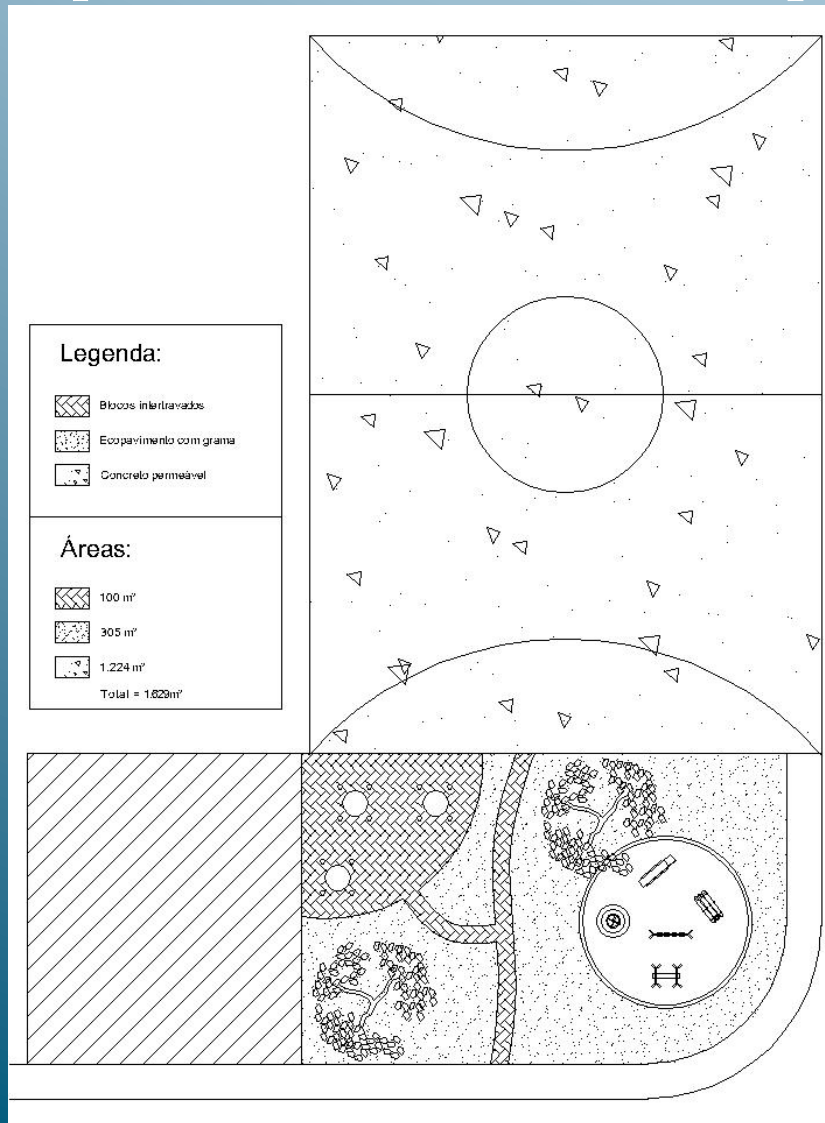 Legenda:
Blocos intertravados
Ecopavimento com grama
Concreto permeável
Áreas:
100 m²
305 m²
1.224 m²
Total = 1.629m²